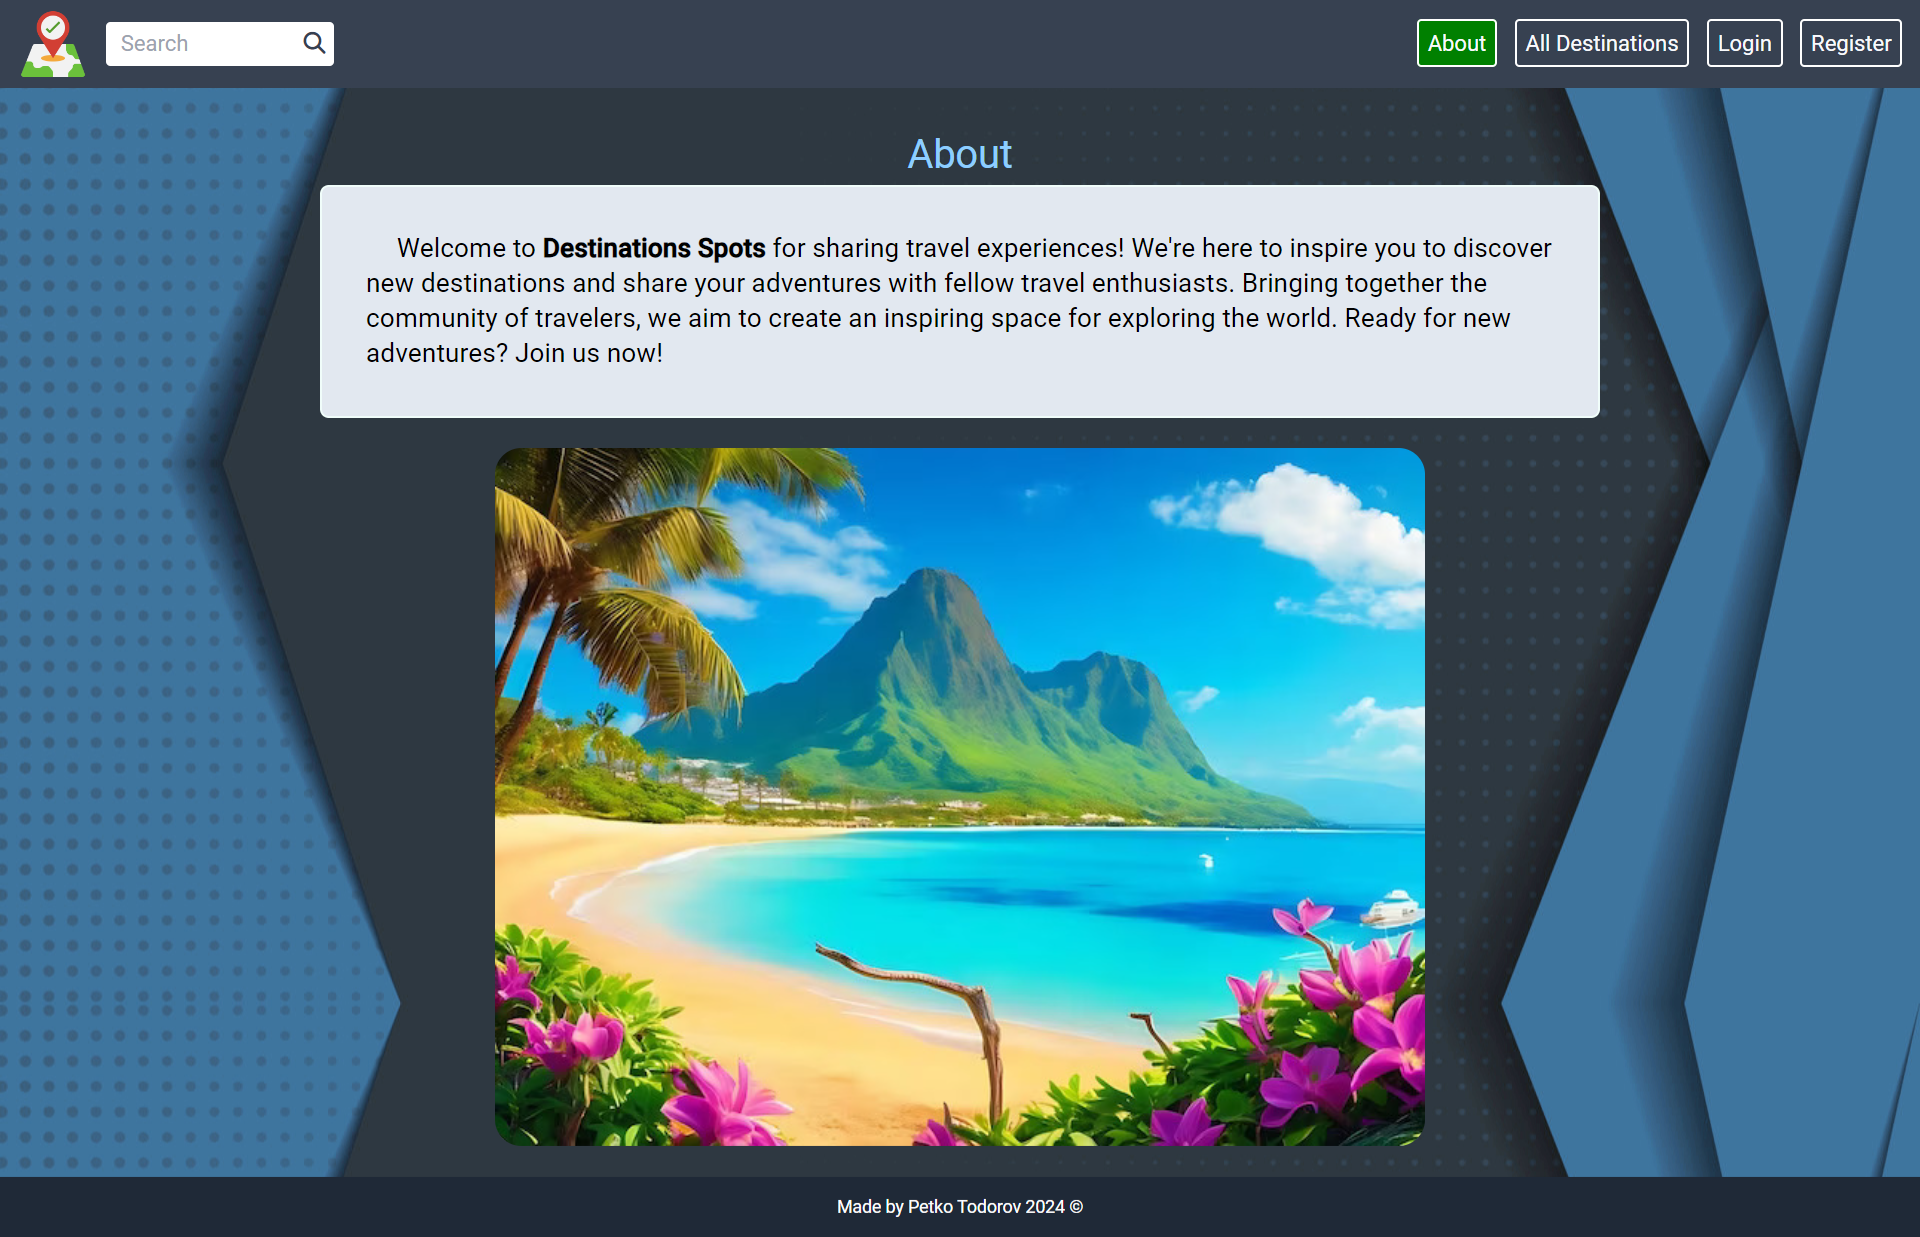 Search
About
All Destinations
Login
Register
About
Welcome to Destinations Spots for sharing travel experiences! We're here to inspire you to discover
new destinations and share your adventures with fellow travel enthusiasts. Bringing together the
community of travelers, we aim to create an inspiring space for exploring the world. Ready for new
adventures? Join us now!
Made by Petko Todorov 2024 ©